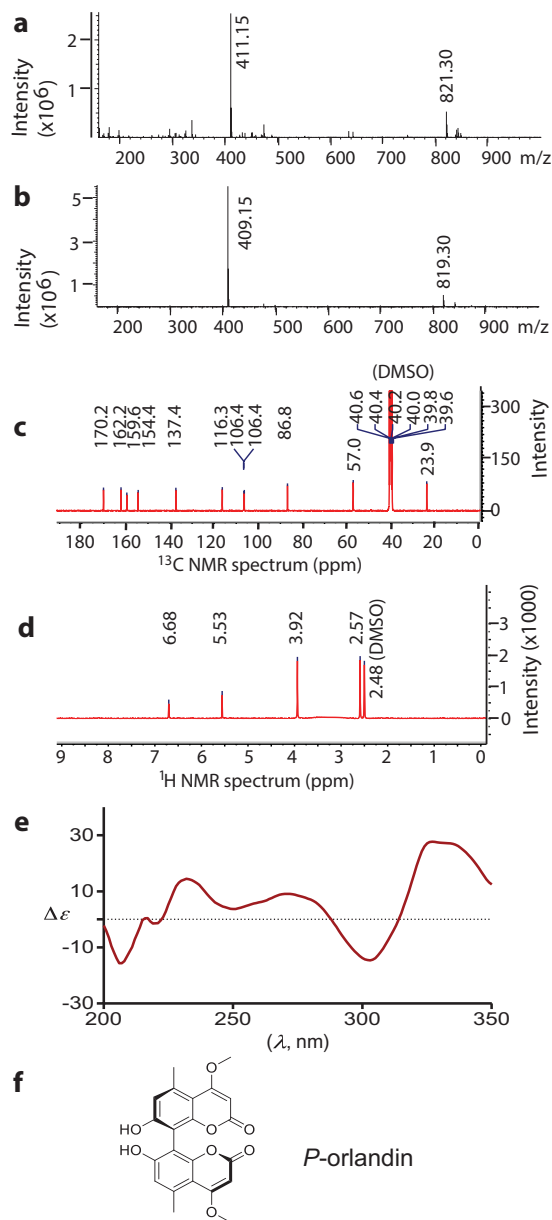 a
Intensity
(x10⁶)
2
1
411.15
821.30
200 300 400 500 600 700 800 900 m/z
b
Intensity
(x10⁶)
5
3
1
409.15
819.30
200 300 400 500 600 700 800 900 m/z
c
(DMSO)
170.2
162.2
159.6
154.4
137.4
116.3
106.4
106.4
86.8
57.0
40.6
40.4
40.2
40.0
39.8
39.6
23.9
300
150
0
Intensity
180 160 140 120 100 80 60 40 20 0
¹³C NMR spectrum (ppm)
d
6.68
5.53
3.92
2.57
2.48 (DMSO)
3
2
1
0
Intensity (x1000)
9 8 7 6 5 4 3 2 1 0
¹H NMR spectrum (ppm)
e
30
10
Δε
-10
-30
200 250 300 350
(λ, nm)
f
O
HO O O
HO O O
O
P-orlandin